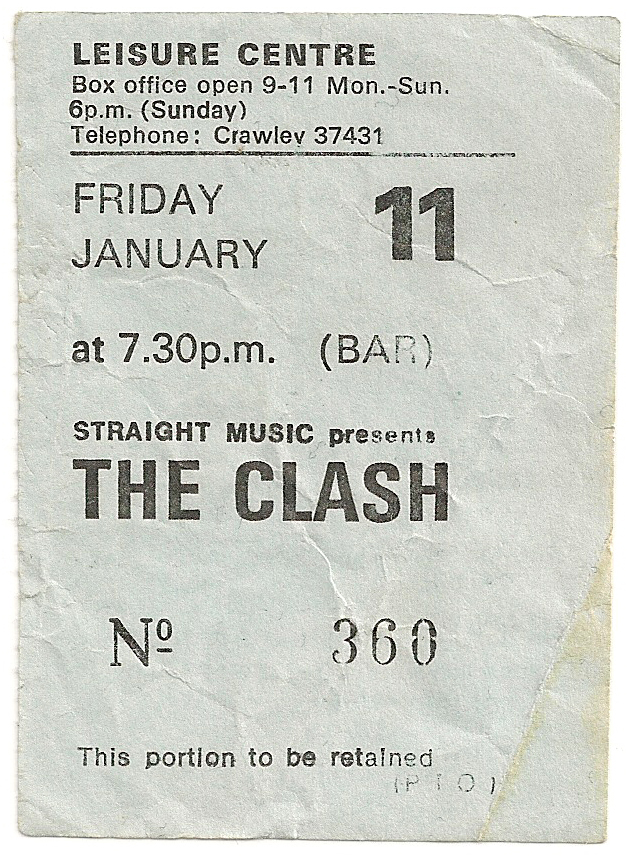 LEISURE CENTRE
Box office open 9-11 Mon.-Sun.
6p.m. (Sunday)
Telephone: Crawley 37431
FRIDAY 11
JANUARY
at 7.30p.m. (BAR)
STRAIGHT MUSIC presents
THE CLASH
Nº 360
This portion to be retained
(P T O)